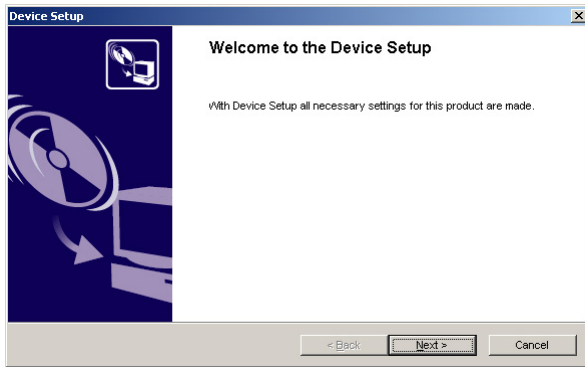 Device Setup
Welcome to the Device Setup
With Device Setup all necessary settings for this product are made.
< Back
Next >
Cancel